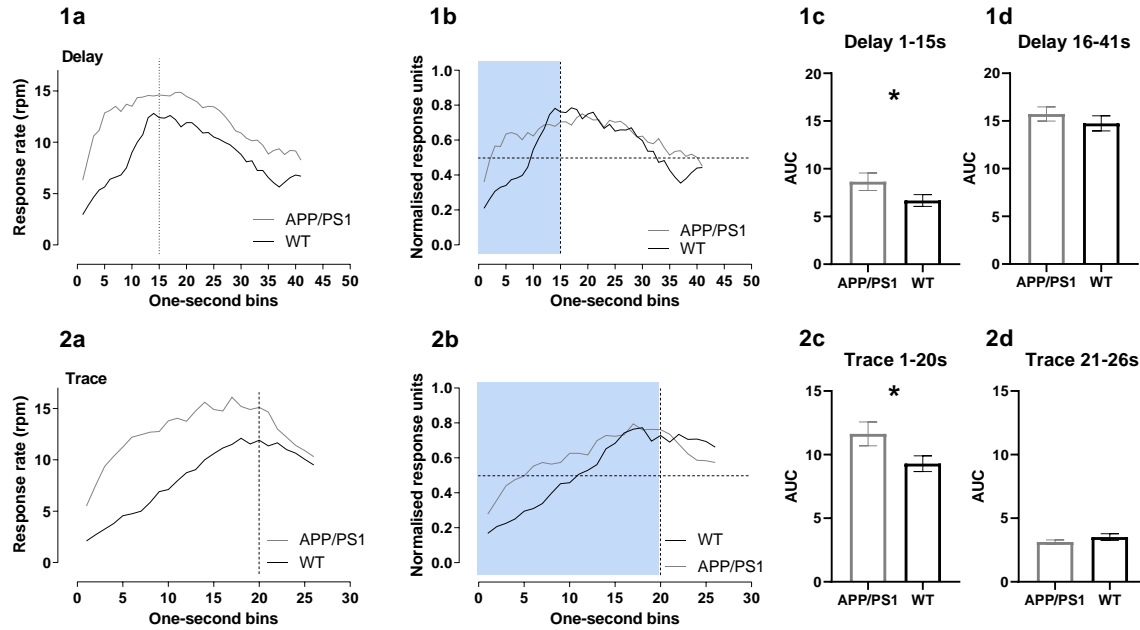 1a
Delay
Response rate (rpm)
15
10
5
0
0 5 10 15 20 25 30 35 40 45 50
One-second bins
APP/PS1
WT
1b
Normalised response units
1.0
0.8
0.6
0.4
0.2
0.0
0 5 10 15 20 25 30 35 40 45 50
One-second bins
APP/PS1
WT
1c
Delay 1-15s
AUC
20
15
10
5
0
*
APP/PS1 WT
1d
Delay 16-41s
AUC
20
15
10
5
0
APP/PS1 WT
2a
Trace
Response rate (rpm)
15
10
5
0
0 5 10 15 20 25 30
One-second bins
APP/PS1
WT
2b
Normalised response units
1.0
0.8
0.6
0.4
0.2
0.0
0 5 10 15 20 25 30
One-second bins
WT
APP/PS1
2c
Trace 1-20s
AUC
15
10
5
0
*
APP/PS1 WT
2d
Trace 21-26s
AUC
15
10
5
0
APP/PS1 WT